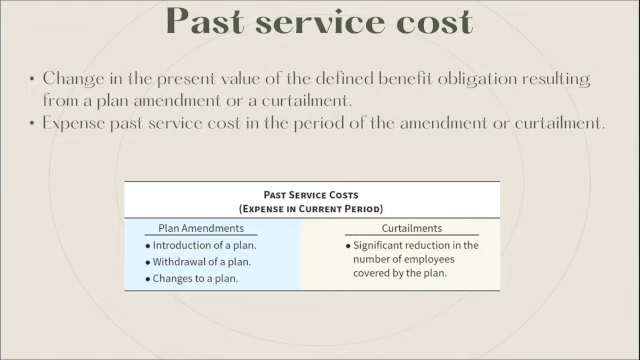 Past service cost
• Change in the present value of the defined benefit obligation resulting
from a plan amendment or a curtailment.
• Expense past service cost in the period of the amendment or curtailment.
PAST SERVICE COSTS
(EXPENSE IN CURRENT PERIOD)
Plan Amendments
• Introduction of a plan.
• Withdrawal of a plan.
• Changes to a plan.
Curtailments
• Significant reduction in the
number of employees
covered by the plan.